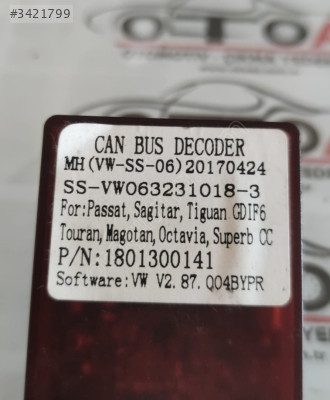 #3421799
CAN BUS DECODER
MH(VW-SS-06)20170424
SS-VW063231018-3
For:Passat, Sagitar, Tiguan GDIF6
Touran, Magotan, Octavia, Superb CC
P/N:1801300141
Software:VW V2.87.Q04BYPR